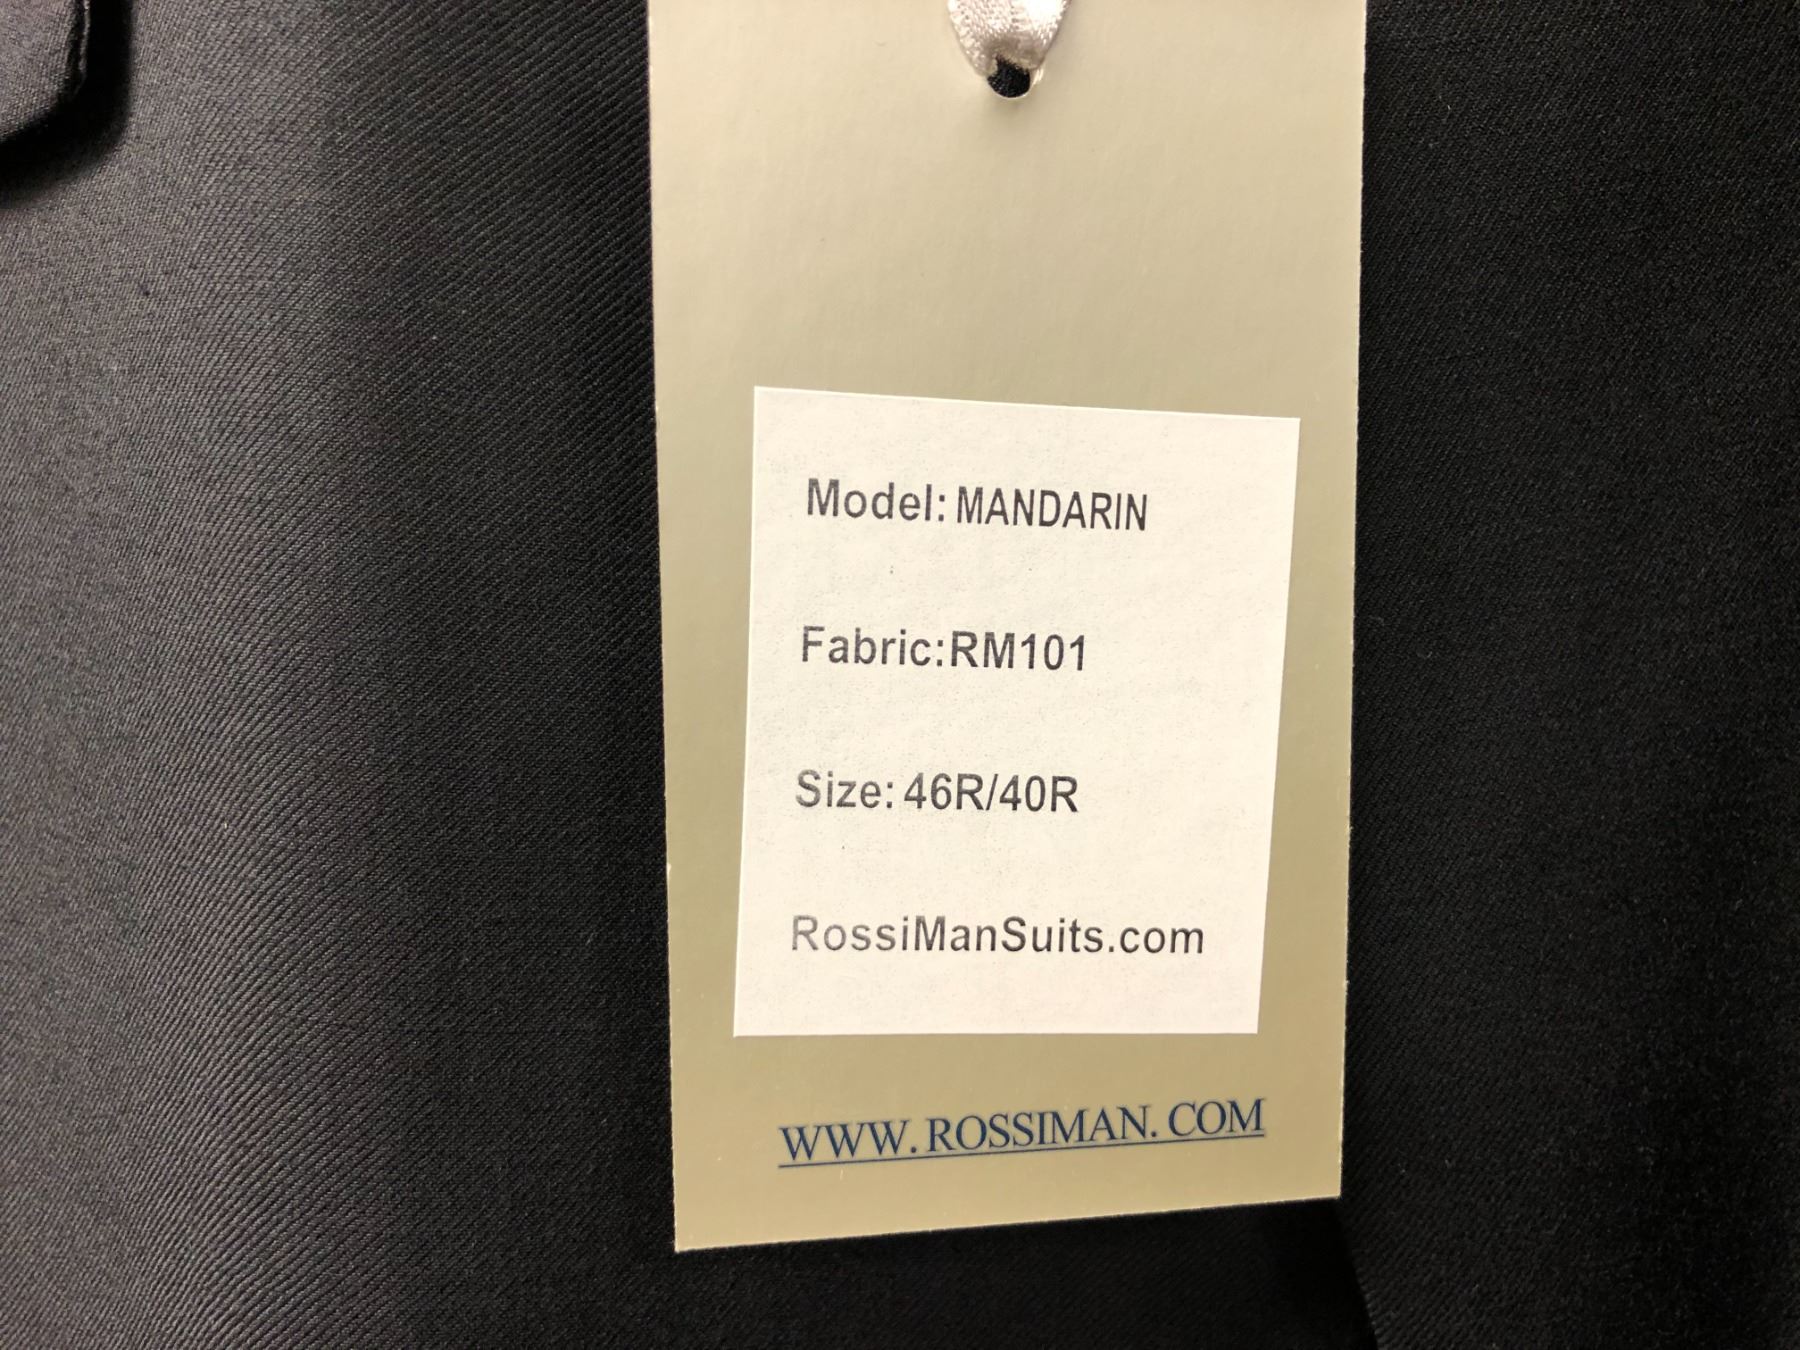 Model: MANDARIN
Fabric:RM101
Size: 46R/40R
RossiManSuits.com
WWW.ROSSIMAN.COM